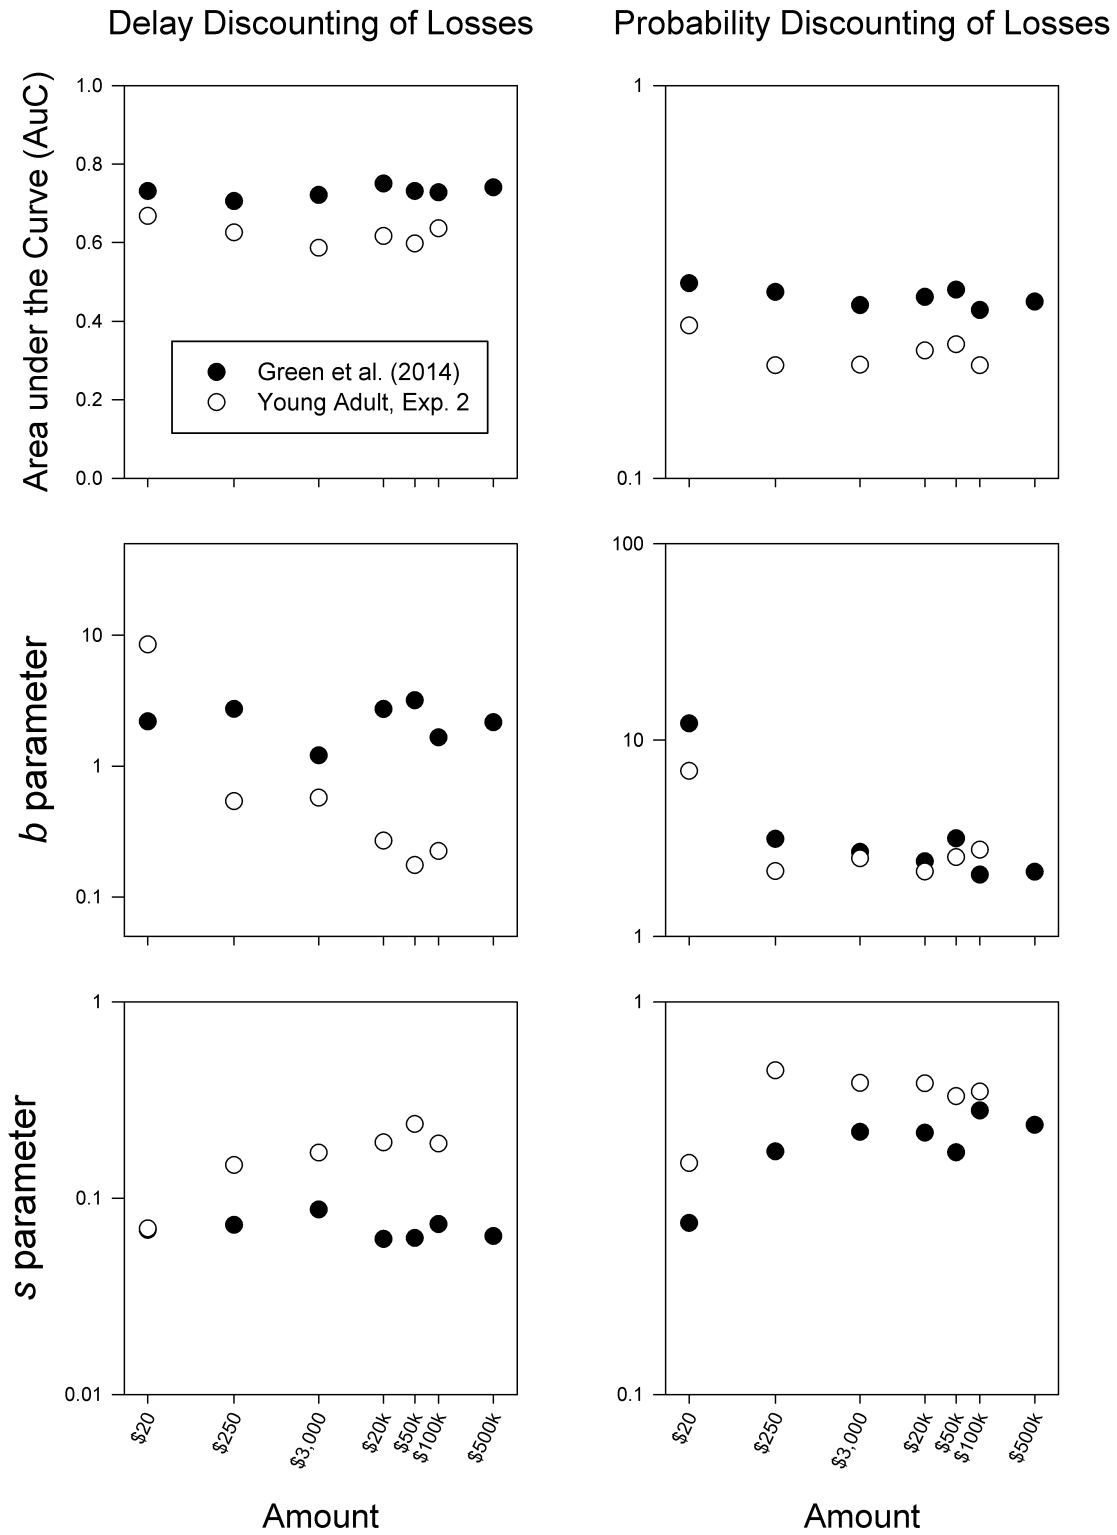 Delay Discounting of Losses
Probability Discounting of Losses
Area under the Curve (AuC)
1.0
0.8
0.6
0.4
0.2
0.0
Green et al. (2014)
Young Adult, Exp. 2
1
0.1
b parameter
10
1
0.1
100
10
1
s parameter
1
0.1
0.01
1
0.1
$20
$250
$3,000
$20k
$50k
$100k
$500k
$20
$250
$3,000
$20k
$50k
$100k
$500k
Amount
Amount